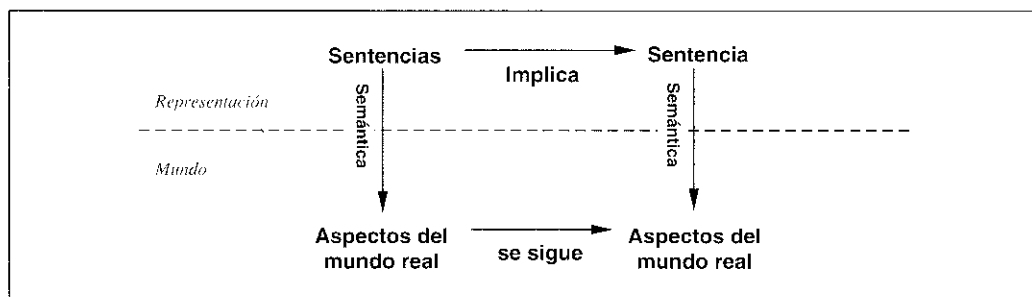 Sentencias
Sentencia
Implica
Representación
Semántica
Semántica
Mundo
Aspectos del
mundo real
se sigue
Aspectos del
mundo real